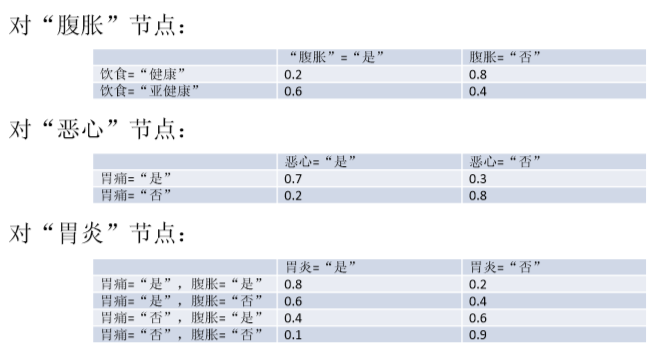 对“腹胀”节点：
“腹胀”=“是” 腹胀=“否”
饮食=“健康” 0.2 0.8
饮食=“亚健康” 0.6 0.4
对“恶心”节点：
恶心=“是” 恶心=“否”
胃痛=“是” 0.7 0.3
胃痛=“否” 0.2 0.8
对“胃炎”节点：
胃炎=“是” 胃炎=“否”
胃痛=“是”，腹胀=“是” 0.8 0.2
胃痛=“是”，腹胀=“否” 0.6 0.4
胃痛=“否”，腹胀=“是” 0.4 0.6
胃痛=“否”，腹胀=“否” 0.1 0.9